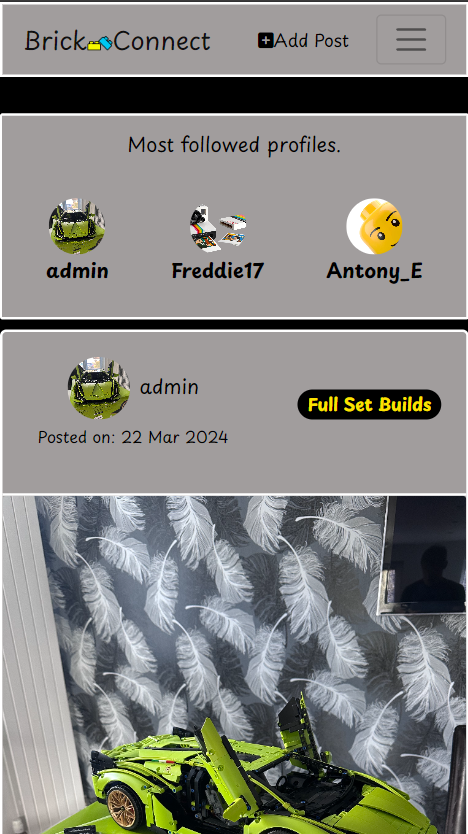 Brick Connect
Add Post
Most followed profiles.
admin
Freddie17
Antony_E
admin
Full Set Builds
Posted on: 22 Mar 2024